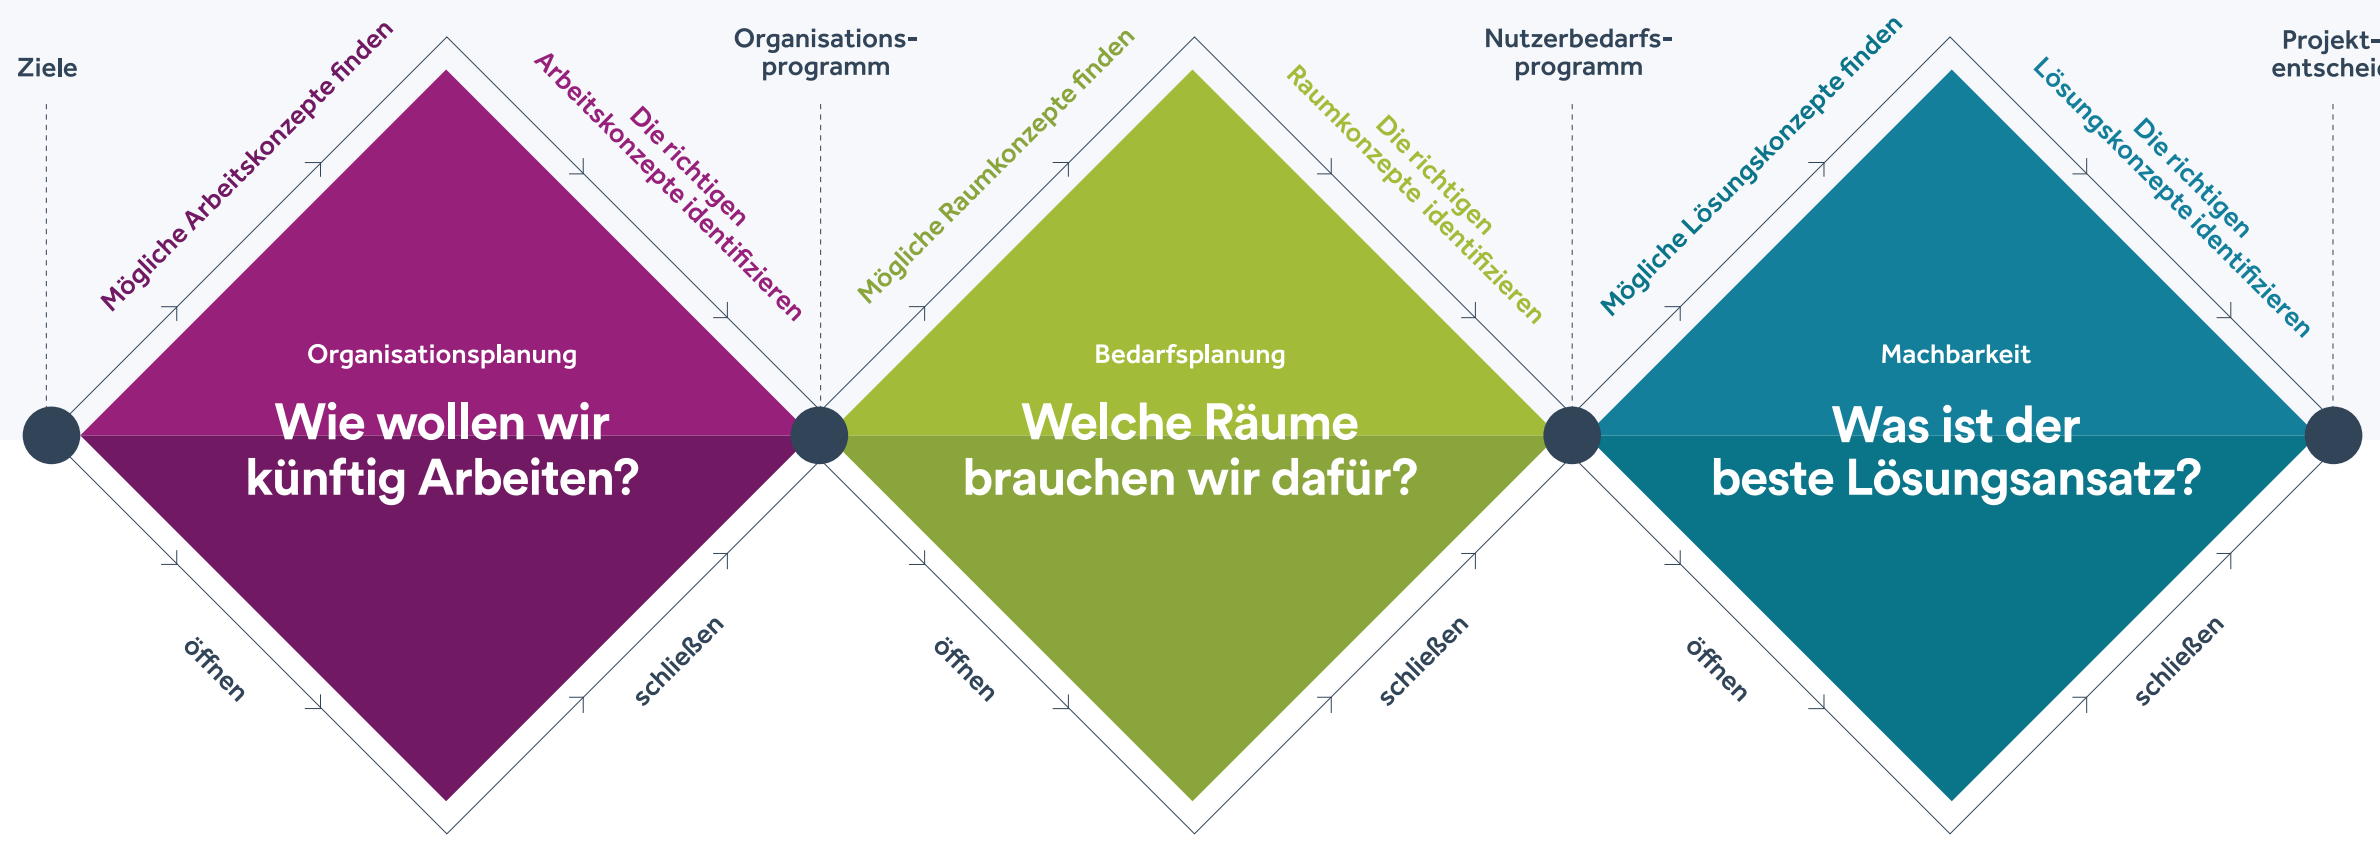 Ziele
Organisations-
programm
Nutzerbedarfs-
programm
Projekt-
Mögliche Arbeitskonzepte finden
Die richtigen
Arbeitskonzepte identifizieren
Organisationsplanung
Wie wollen wir
künftig Arbeiten?
öffnen
schließen
Mögliche Raumkonzepte finden
Die richtigen
Raumkonzepte identifizieren
Bedarfsplanung
Welche Räume
brauchen wir dafür?
öffnen
schließen
Mögliche Lösungskonzepte finden
Die richtigen
Lösungskonzepte identifizieren
Machbarkeit
Was ist der
beste Lösungsansatz?
öffnen
schließen